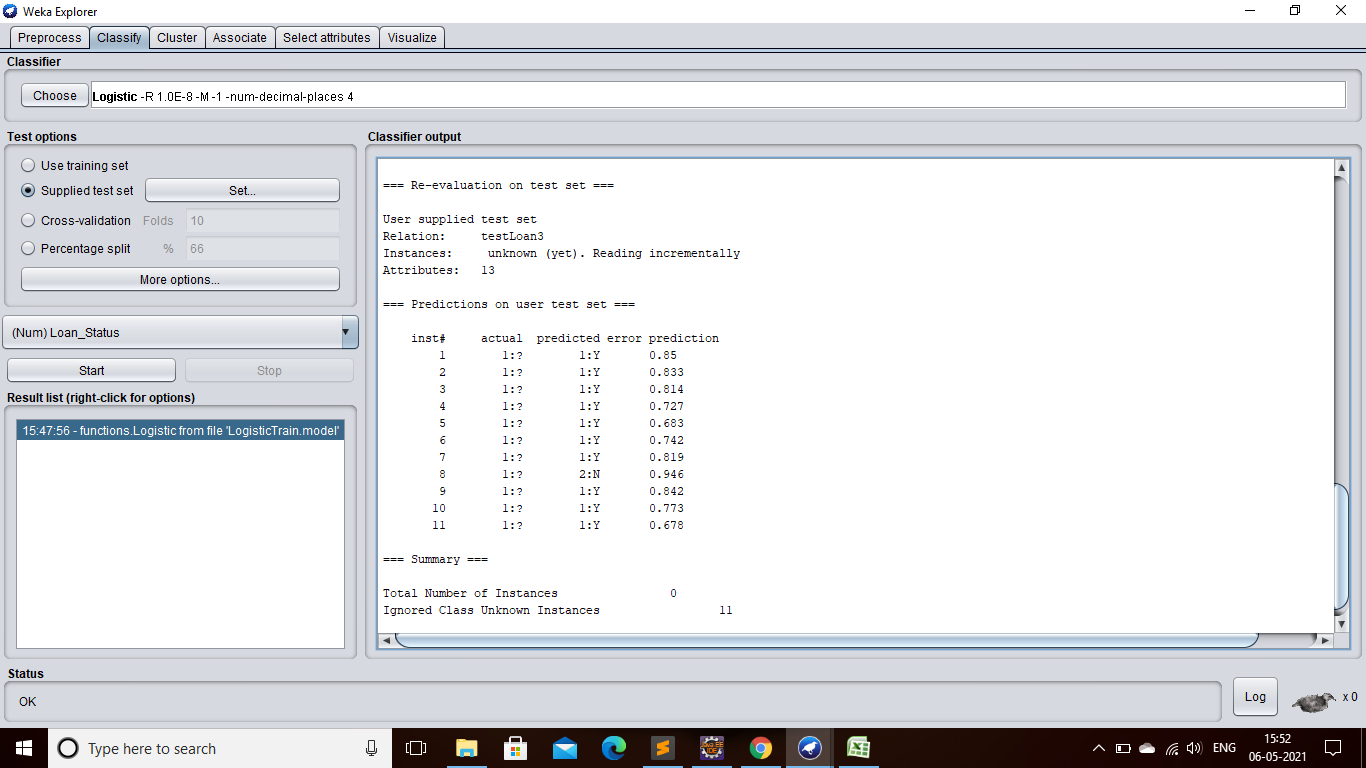 Weka Explorer
Preprocess Classify Cluster Associate Select attributes Visualize
Classifier
Choose Logistic -R 1.0E-8 -M -1 -num-decimal-places 4
Test options
Use training set
Supplied test set Set...
Cross-validation Folds 10
Percentage split % 66
More options...
(Num) Loan_Status
Start Stop
Result list (right-click for options)
15:47:56 - functions.Logistic from file 'LogisticTrain.model'
Classifier output
=== Re-evaluation on test set ===
User supplied test set
Relation: testLoan3
Instances: unknown (yet). Reading incrementally
Attributes: 13
=== Predictions on user test set ===
inst# actual predicted error prediction
1 1:? 1:Y 0.85
2 1:? 1:Y 0.833
3 1:? 1:Y 0.814
4 1:? 1:Y 0.727
5 1:? 1:Y 0.683
6 1:? 1:Y 0.742
7 1:? 1:Y 0.819
8 1:? 2:N 0.946
9 1:? 1:Y 0.842
10 1:? 1:Y 0.773
11 1:? 1:Y 0.678
=== Summary ===
Total Number of Instances 0
Ignored Class Unknown Instances 11
Status
OK
Log x 0
Type here to search
ENG
15:52
06-05-2021